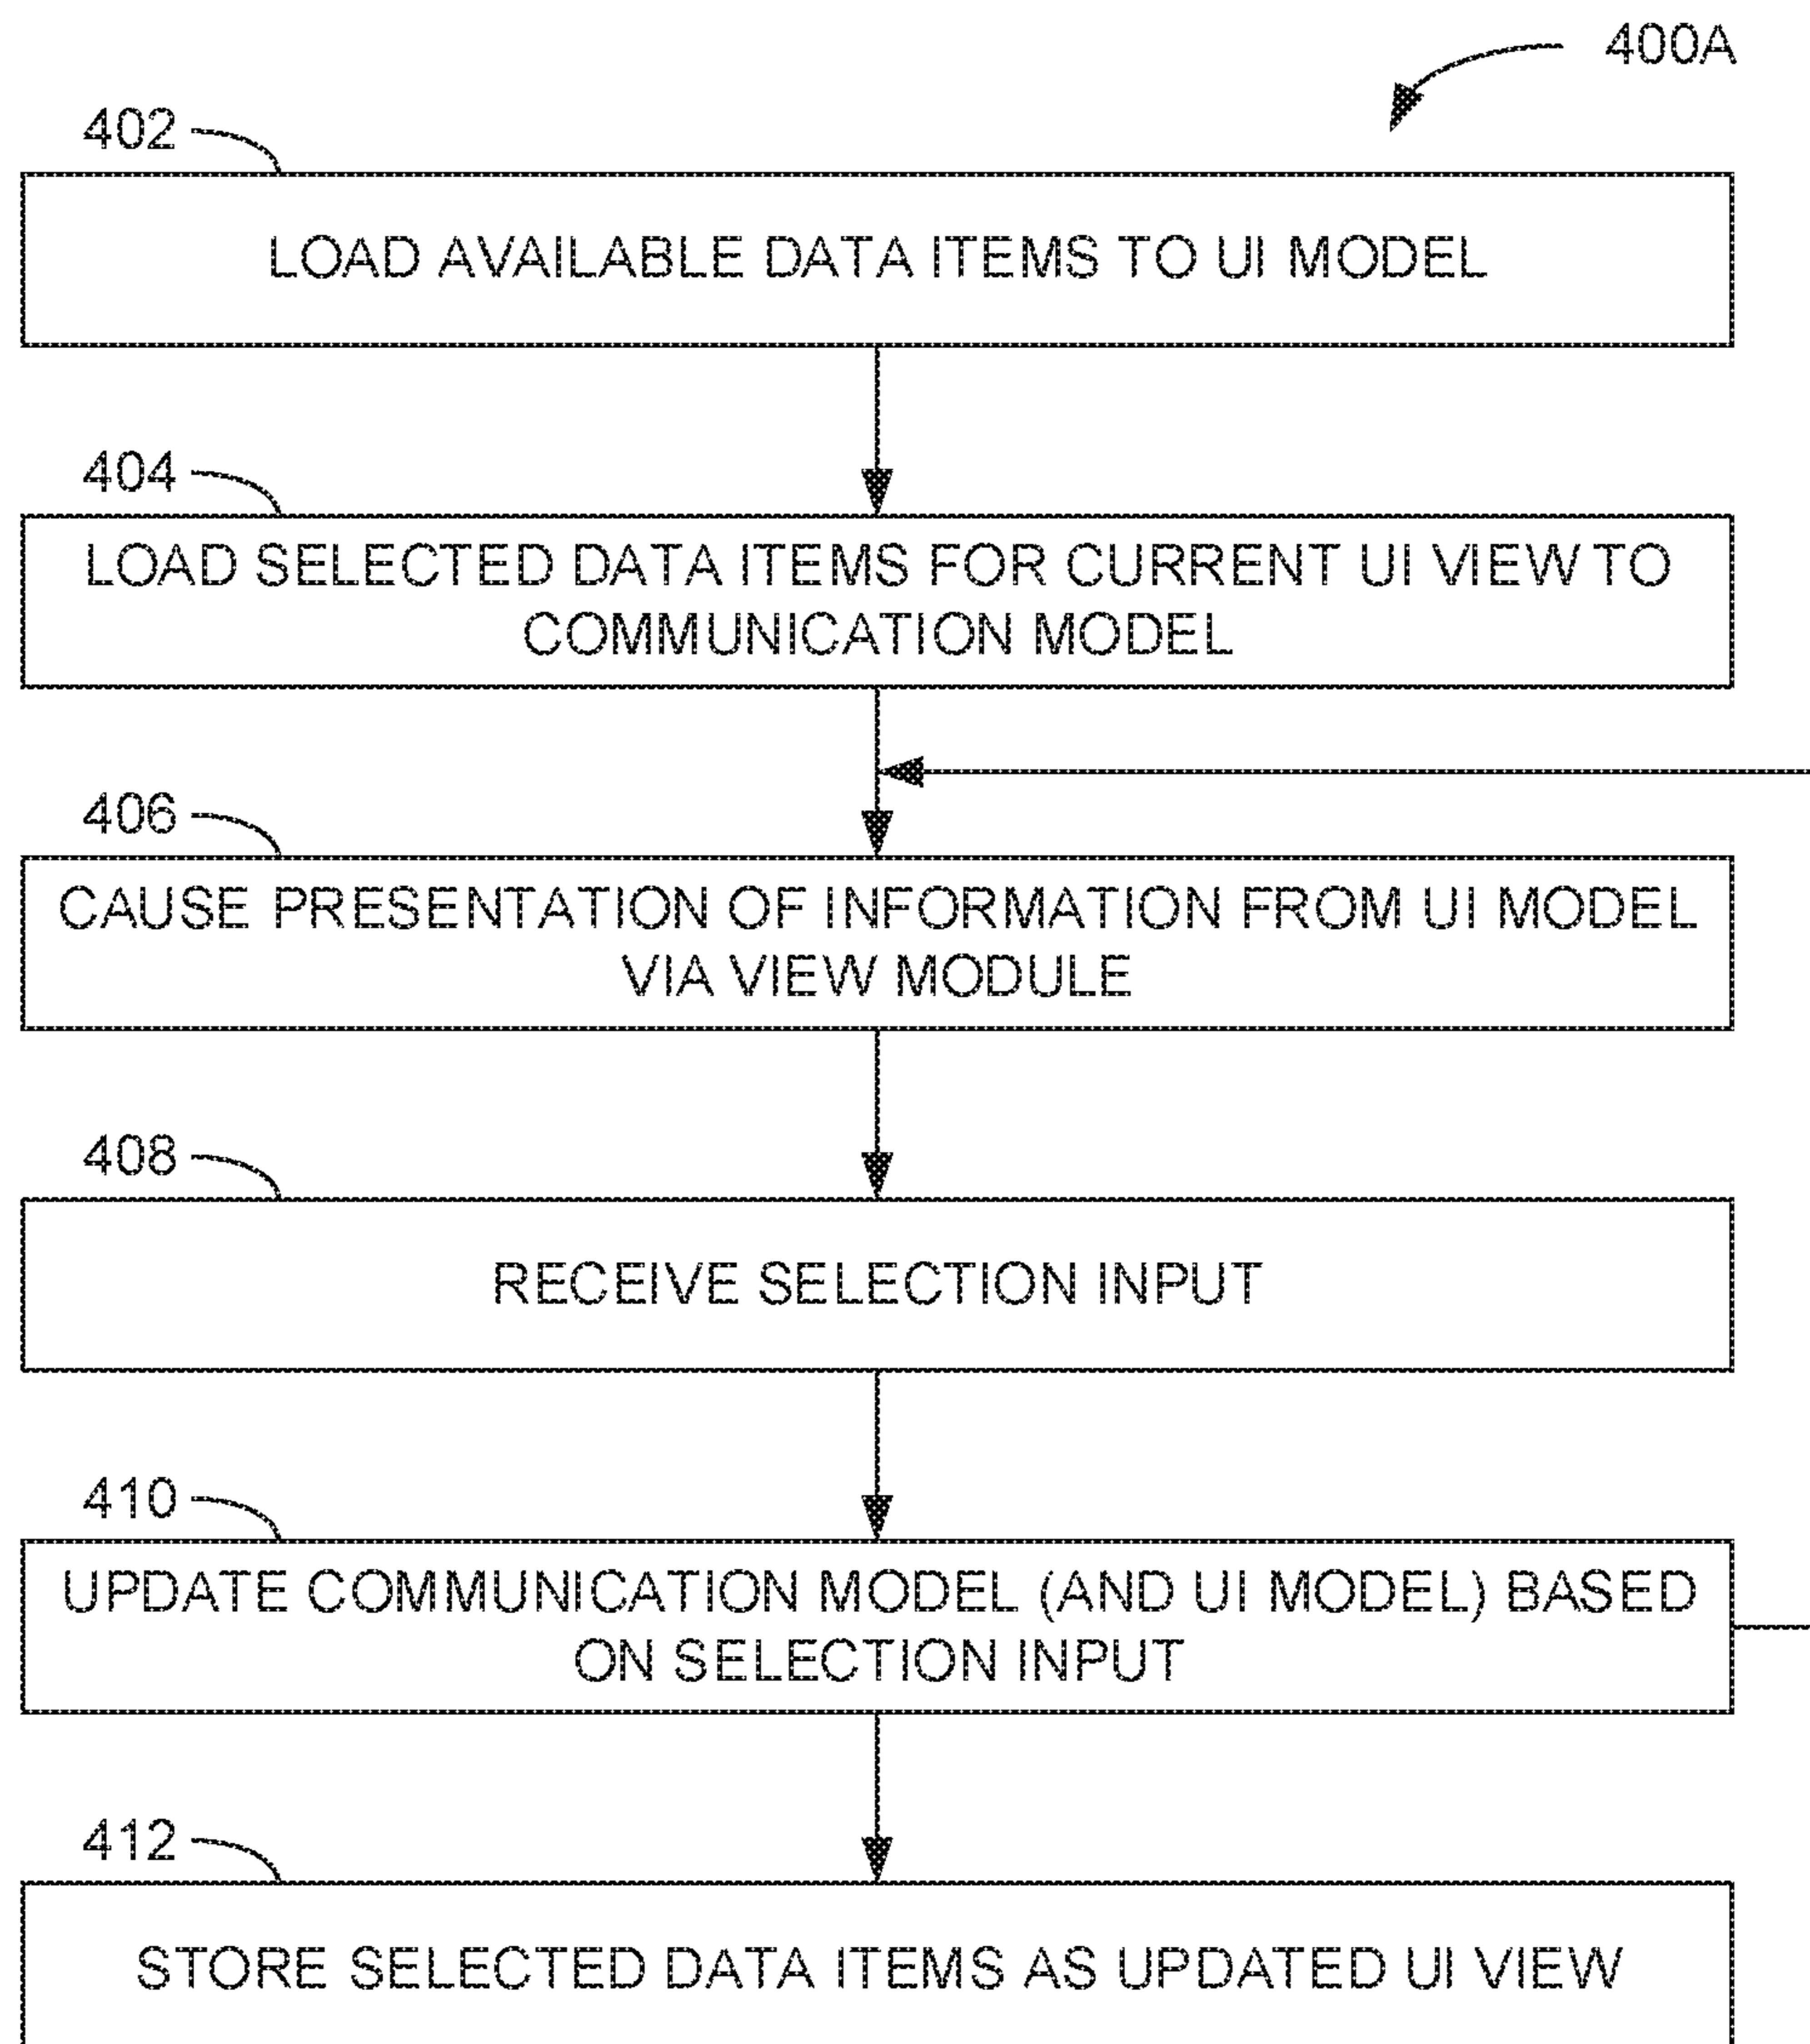 400A
402
LOAD AVAILABLE DATA ITEMS TO UI MODEL
404
LOAD SELECTED DATA ITEMS FOR CURRENT UI VIEW TO
COMMUNICATION MODEL
406
CAUSE PRESENTATION OF INFORMATION FROM UI MODEL
VIA VIEW MODULE
408
RECEIVE SELECTION INPUT
410
UPDATE COMMUNICATION MODEL (AND UI MODEL) BASED
ON SELECTION INPUT
412
STORE SELECTED DATA ITEMS AS UPDATED UI VIEW